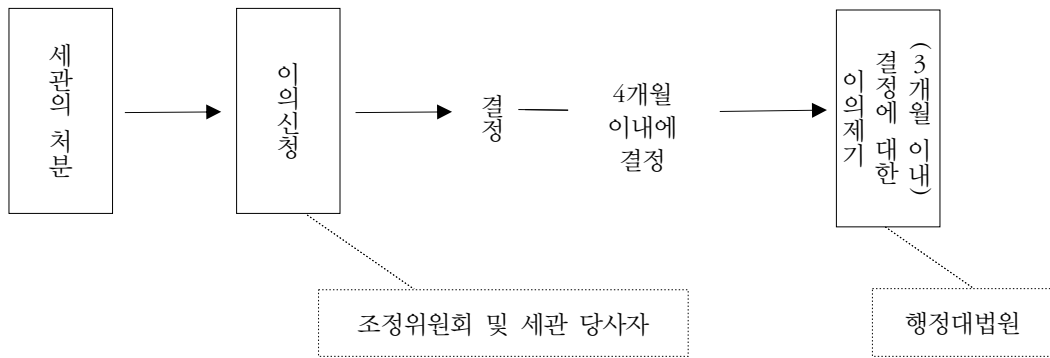 세관의 처분
이의신청
결정
4개월
이내에
결정
이의제기
결정에 대한
(3개월 이내)
조정위원회 및 세관 당사자
행정대법원